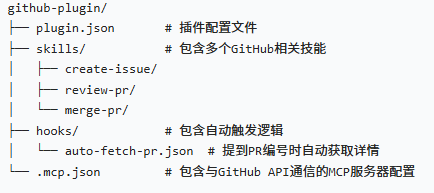 github-plugin/
├── plugin.json       # 插件配置文件
├── skills/           # 包含多个GitHub相关技能
│   ├── create-issue/
│   ├── review-pr/
│   └── merge-pr/
├── hooks/            # 包含自动触发逻辑
│   └── auto-fetch-pr.json  # 提到PR编号时自动获取详情
└── .mcp.json         # 包含与GitHub API通信的MCP服务器配置